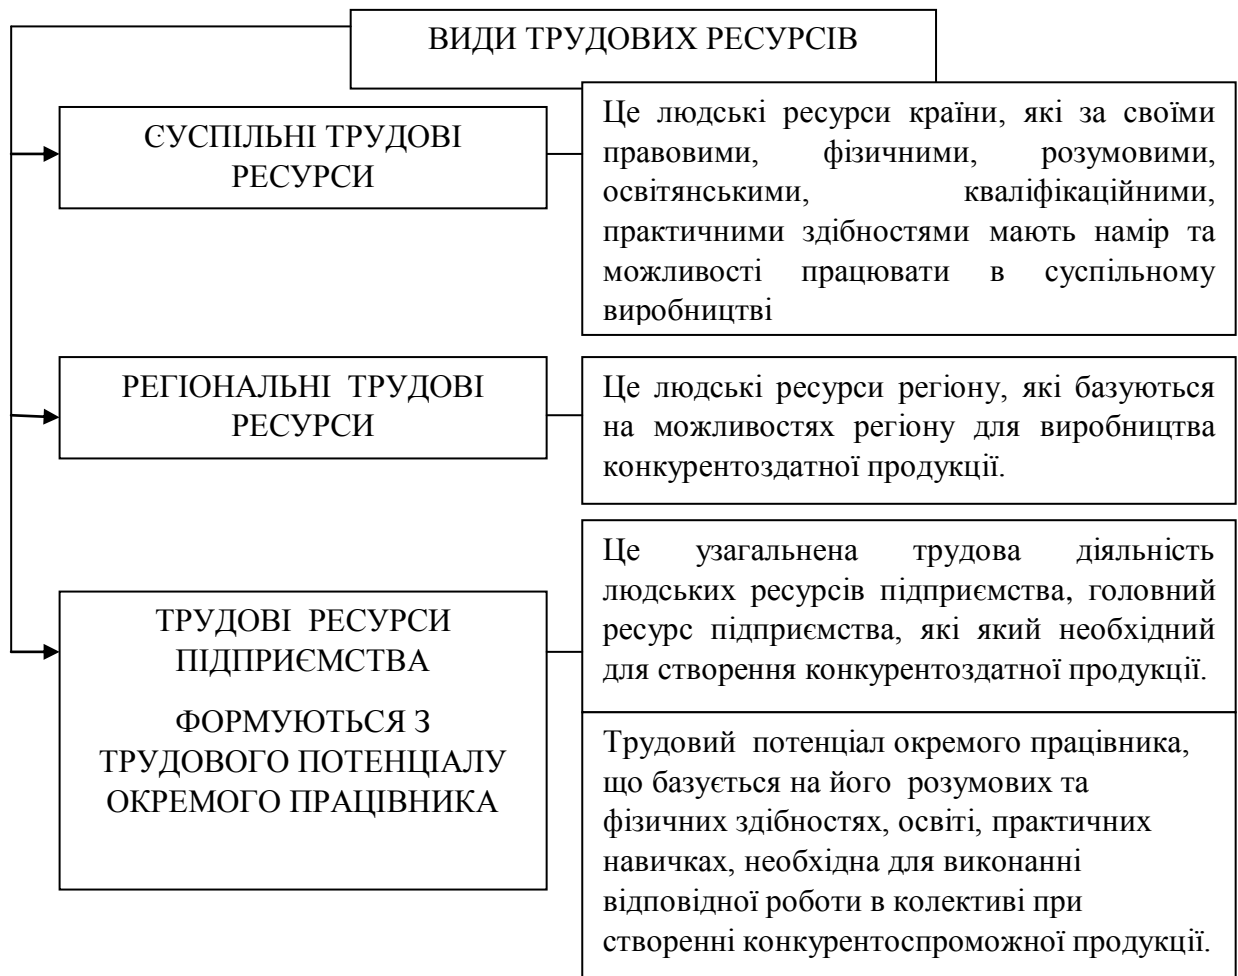 ВИДИ ТРУДОВИХ РЕСУРСІВ
ЄУСПІЛЬНІ ТРУДОВІ
РЕСУРСИ
Це людські ресурси країни, які за своїми
правовими, фізичними, розумовими,
освітянськими, кваліфікаційними,
практичними здібностями мають намір та
можливості працювати в суспільному
виробництві
РЕГІОНАЛЬНІ ТРУДОВІ
РЕСУРСИ
Це людські ресурси регіону, які базуються
на можливостях регіону для виробництва
конкурентоздатної продукції.
ТРУДОВІ РЕСУРСИ
ПІДПРИЄМСТВА
ФОРМУЮТЬСЯ З
ТРУДОВОГО ПОТЕНЦІАЛУ
ОКРЕМОГО ПРАЦІВНИКА
Це узагальнена трудова діяльність
людських ресурсів підприємства, головний
ресурс підприємства, які який необхідний
для створення конкурентоздатної продукції.
Трудовий потенціал окремого працівника,
що базується на його розумових та
фізичних здібностях, освіті, практичних
навичках, необхідна для виконанні
відповідної роботи в колективі при
створенні конкурентоспроможної продукції.